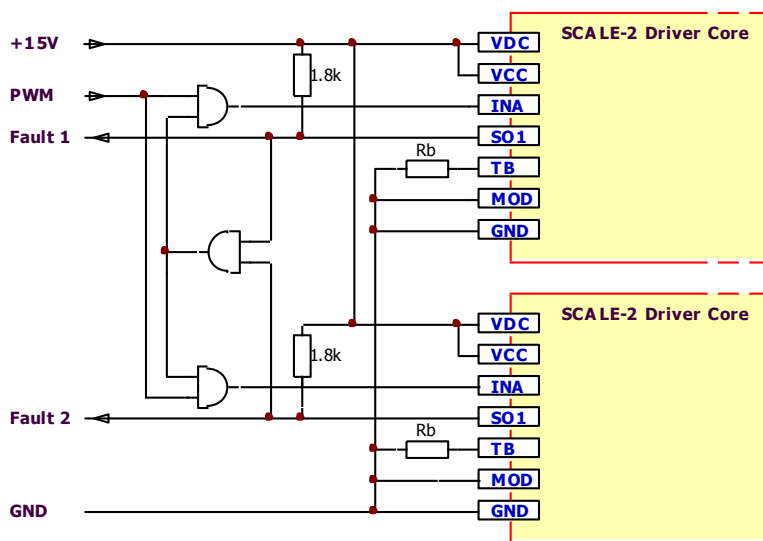 SCALE-2 Driver Core
+15V
VDC
1.8k
VCC
PWM
INA
Fault 1
SO1
Rb
TB
MOD
GND
SCALE-2 Driver Core
VDC
1.8k
VCC
INA
Fault 2
SO1
Rb
TB
MOD
GND
GND